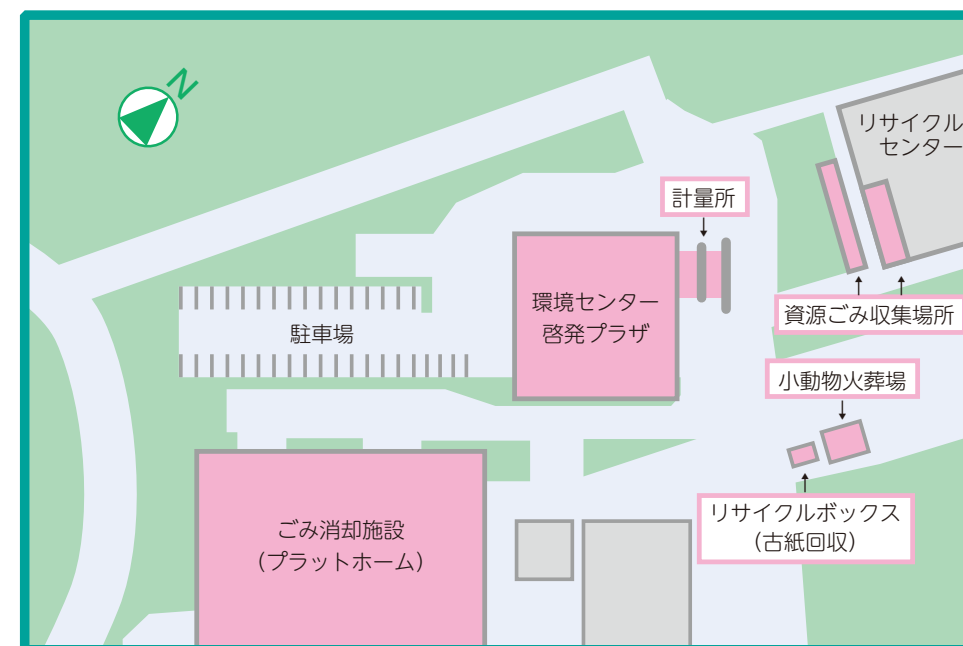 N
リサイクル
センター
計量所
環境センター
啓発プラザ
資源ごみ収集場所
駐車場
小動物火葬場
リサイクルボックス
（古紙回収）
ごみ消却施設
（プラットホーム）